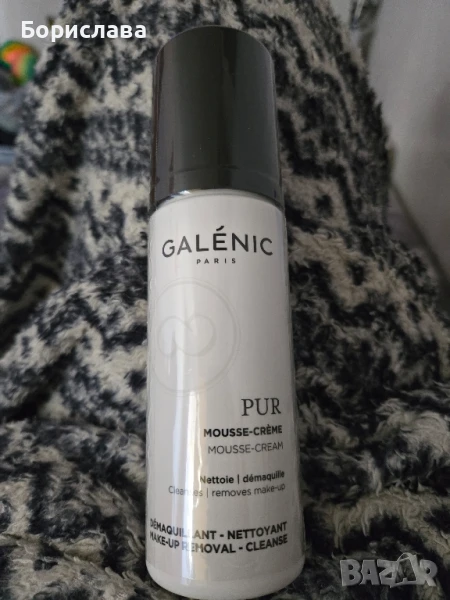 Борислава
GALÉNIC
PARIS
PUR
MOUSSE-CRÈME
MOUSSE-CREAM
Nettoie | démaquille
Cleanses | removes make-up
DÉMAQUILLANT - NETTOYANT
MAKE-UP REMOVAL - CLEANSE
BAZAR